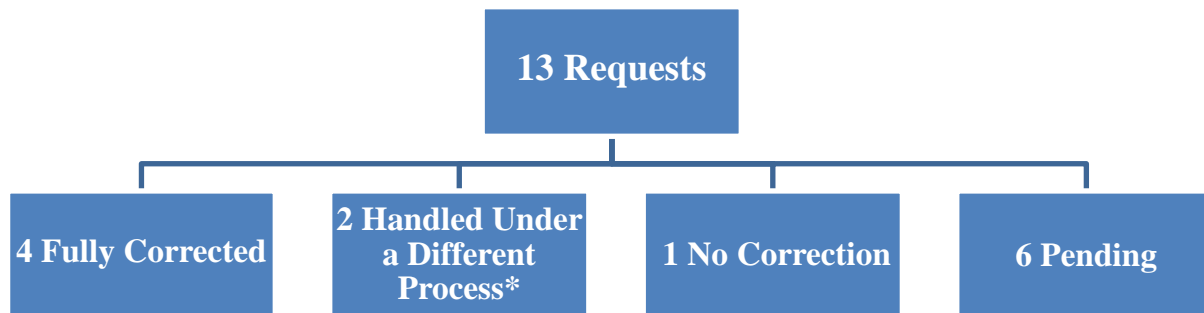 13 Requests
4 Fully Corrected
2 Handled Under
a Different
Process*
1 No Correction
6 Pending